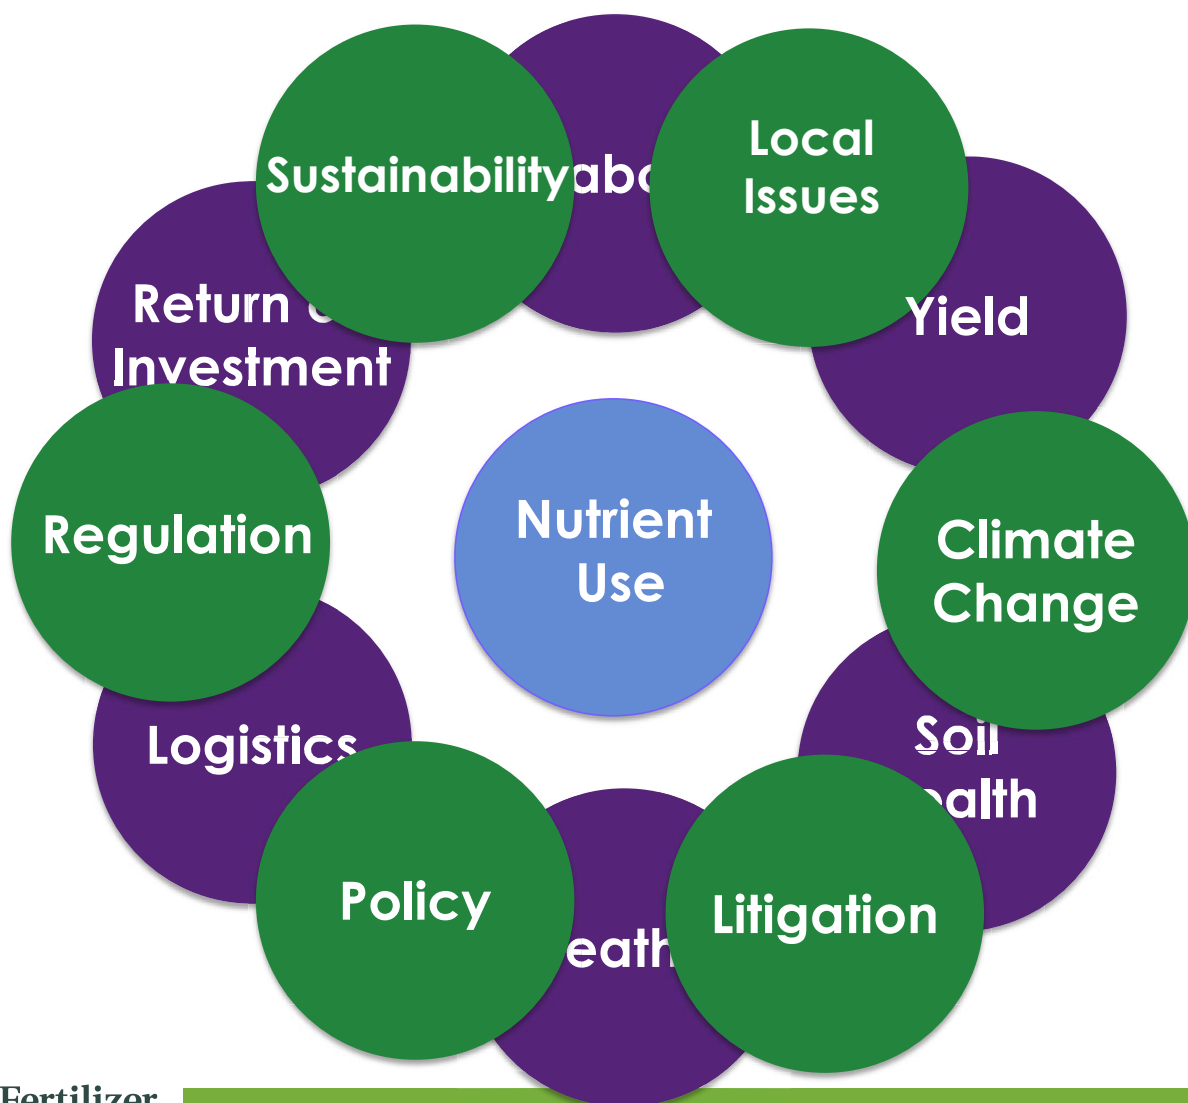 Sustainability
Local
Issues
Return
Investment
Yield
Regulation
Nutrient
Use
Climate
Change
Logistics
Soil
Policy
Litigation
Fertilizer